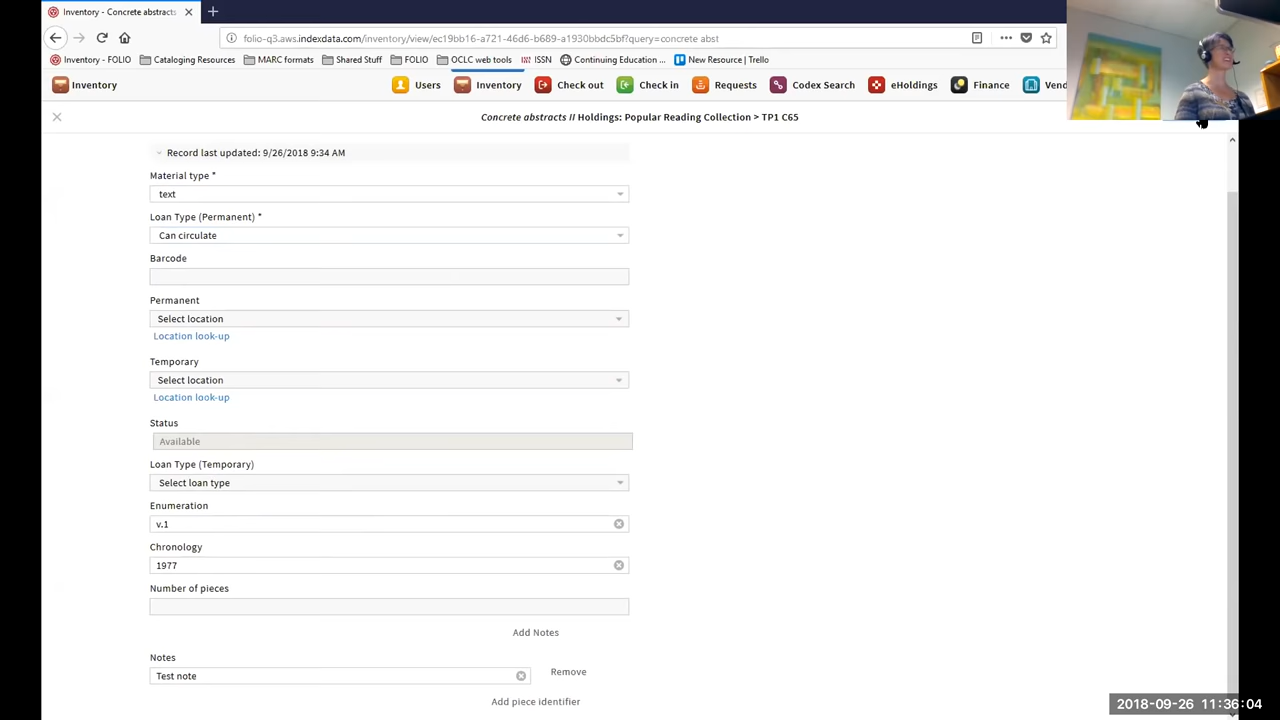 Inventory - Concrete abstracts
folio-q3.aws.indexdata.com/inventory/view/ec19bb16-a721-46d6-b689-a1930bbdc5bf?query=concrete abst
Inventory - FOLIO Cataloging Resources MARC formats Shared Stuff FOLIO OCLC web tools ISSN Continuing Education ... New Resource | Trello
Inventory Users Inventory Check out Check in Requests Codex Search eHoldings Finance Vend
Concrete abstracts // Holdings: Popular Reading Collection > TP1 C65
Record last updated: 9/26/2018 9:34 AM
Material type *
text
Loan Type (Permanent) *
Can circulate
Barcode
Permanent
Select location
Location look-up
Temporary
Select location
Location look-up
Status
Available
Loan Type (Temporary)
Select loan type
Enumeration
v.1
Chronology
1977
Number of pieces
Add Notes
Notes
Test note Remove
Add piece identifier
2018-09-26 11:36:04